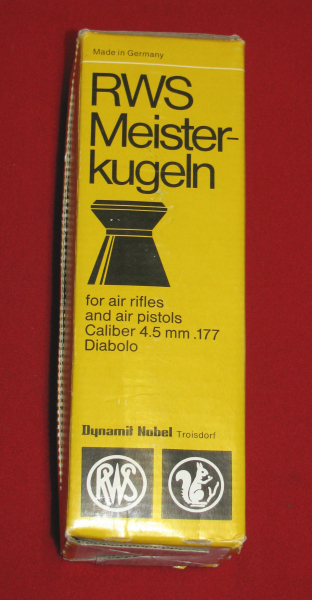 Made in Germany
RWS
Meister-
kugeln
for air rifles
and air pistols
Caliber 4.5 mm .177
Diabolo
Dynamit Nobel Troisdorf
RWS